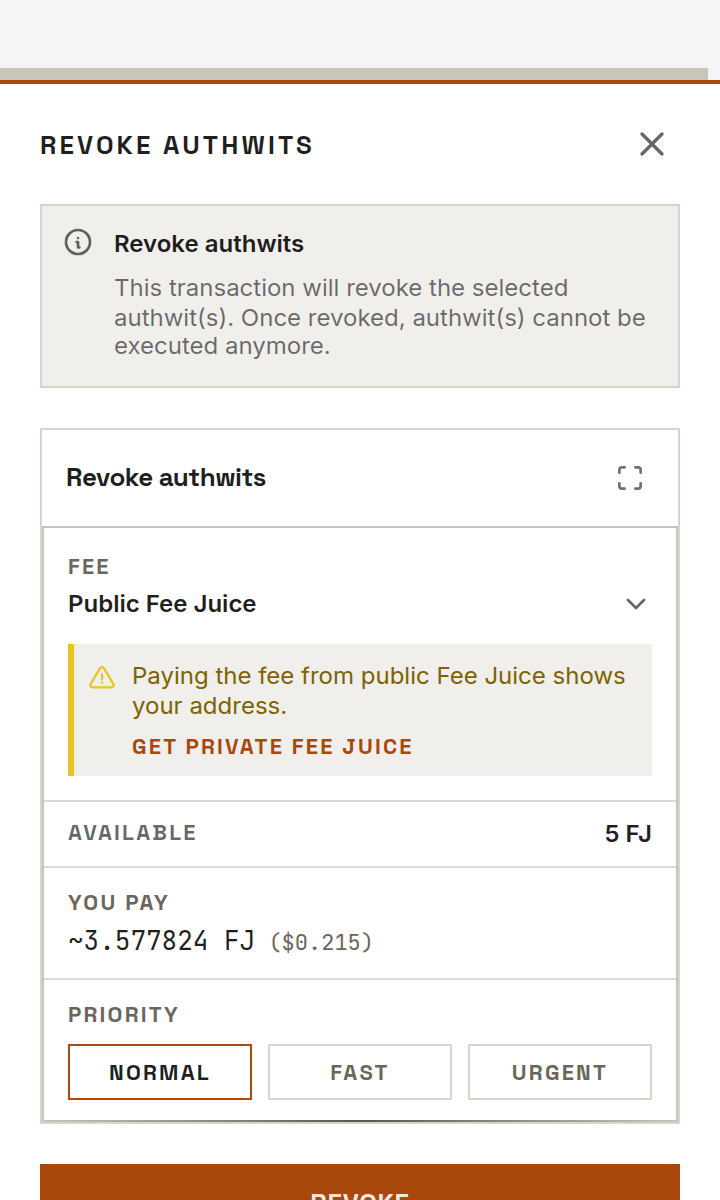 REVOKE AUTHWITS
Revoke authwits
This transaction will revoke the selected
authwit(s). Once revoked, authwit(s) cannot be
executed anymore.
Revoke authwits
FEE
Public Fee Juice
Paying the fee from public Fee Juice shows
your address.
GET PRIVATE FEE JUICE
AVAILABLE 5 FJ
YOU PAY
~3.577824 FJ ($0.215)
PRIORITY
NORMAL FAST URGENT
REVOKE